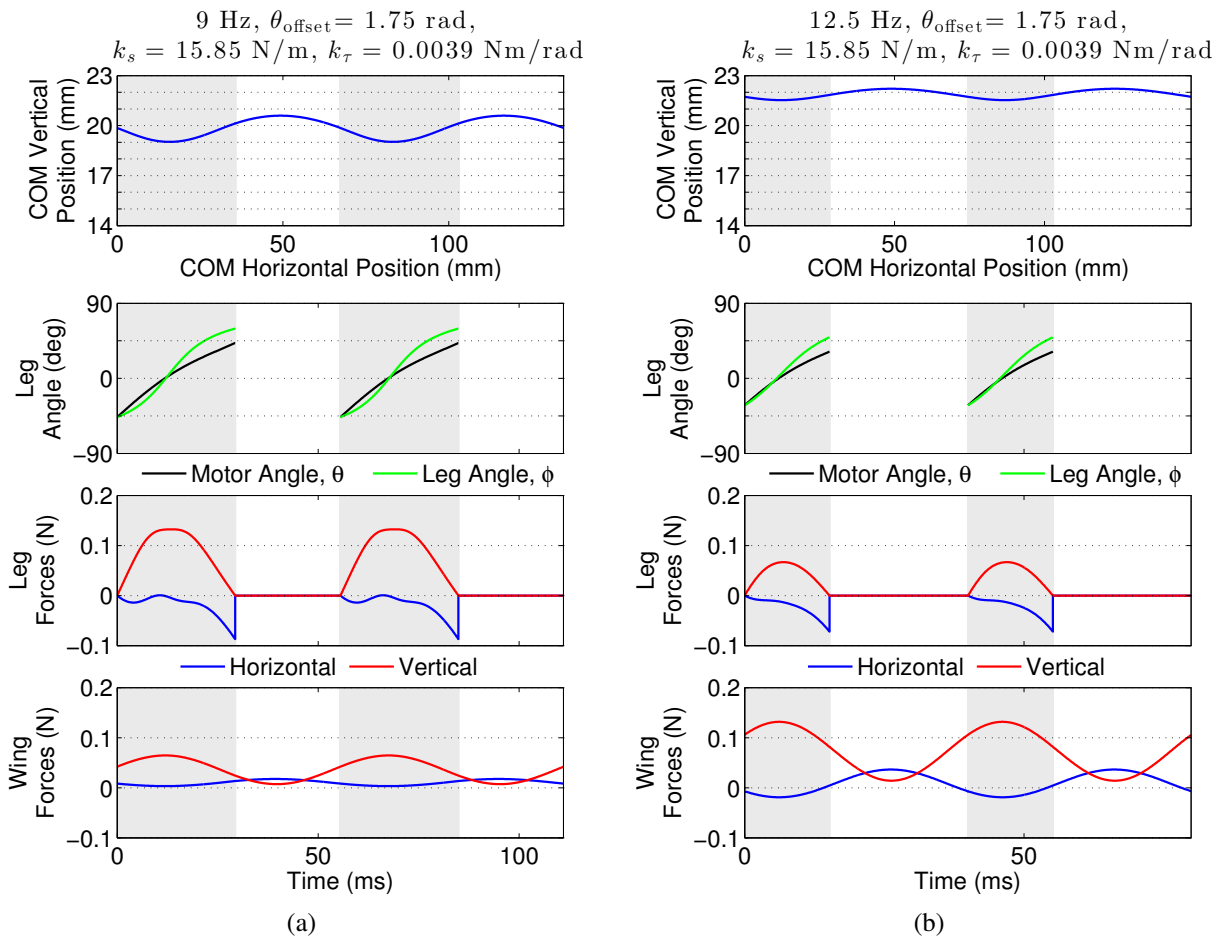 9 Hz, θoffset= 1.75 rad,
ks = 15.85 N/m, kτ = 0.0039 Nm/rad
23
20
17
14
COM Vertical
Position (mm)
0
50
100
COM Horizontal Position (mm)
90
0
−90
Leg
Angle (deg)
Motor Angle, θ
Leg Angle, ϕ
0.2
0.1
0
−0.1
Leg
Forces (N)
Horizontal
Vertical
0.2
0.1
0
−0.1
Wing
Forces (N)
0
50
100
Time (ms)
(a)
12.5 Hz, θoffset= 1.75 rad,
ks = 15.85 N/m, kτ = 0.0039 Nm/rad
23
20
17
14
COM Vertical
Position (mm)
0
50
100
COM Horizontal Position (mm)
90
0
−90
Leg
Angle (deg)
Motor Angle, θ
Leg Angle, ϕ
0.2
0.1
0
−0.1
Leg
Forces (N)
Horizontal
Vertical
0.2
0.1
0
−0.1
Wing
Forces (N)
0
50
Time (ms)
(b)